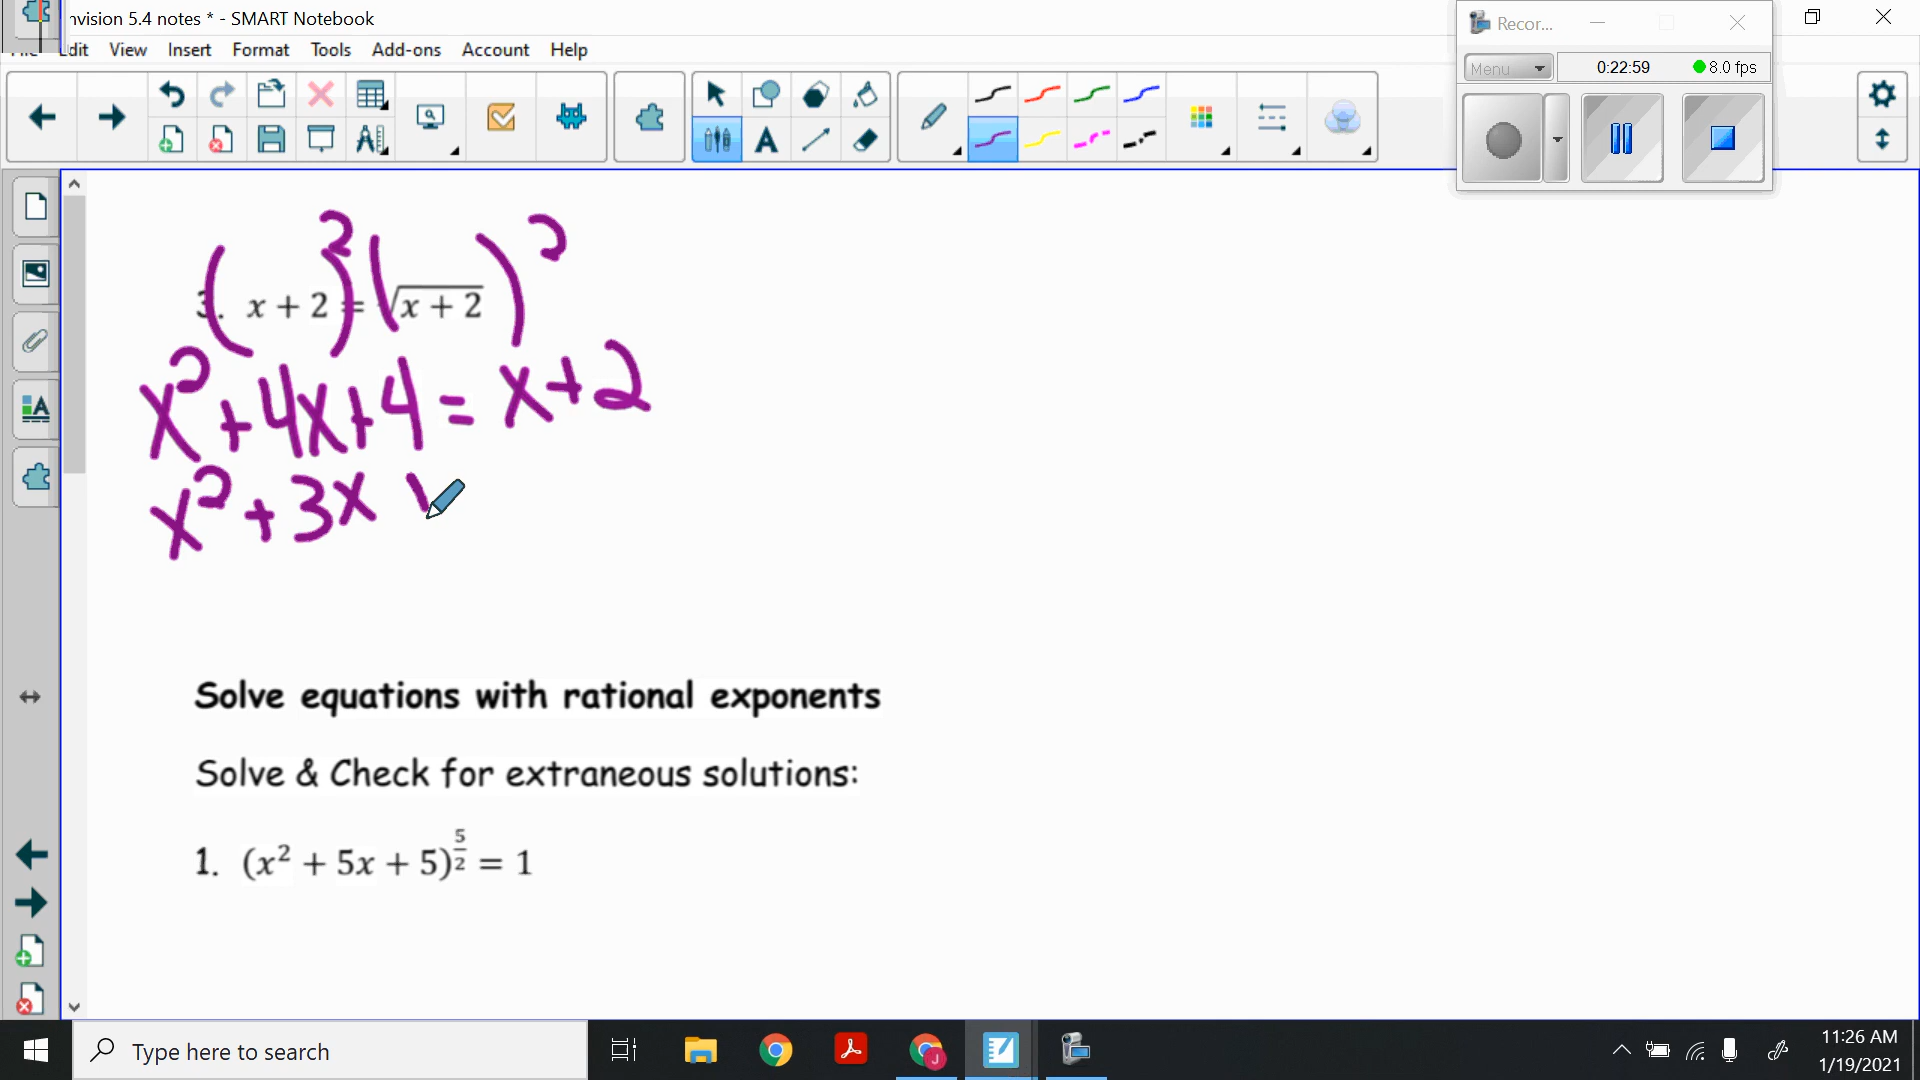 nvision 5.4 notes * - SMART Notebook
Edit View Insert Format Tools Add-ons Account Help
Recor...
Menu 0:22:59 8.0 fps
3. x + 2 = √x + 2
( )² ( )²
x² + 4x + 4 = x + 2
x² + 3x
Solve equations with rational exponents
Solve & Check for extraneous solutions:
1. (x² + 5x + 5)^(5/2) = 1
Type here to search
11:26 AM
1/19/2021